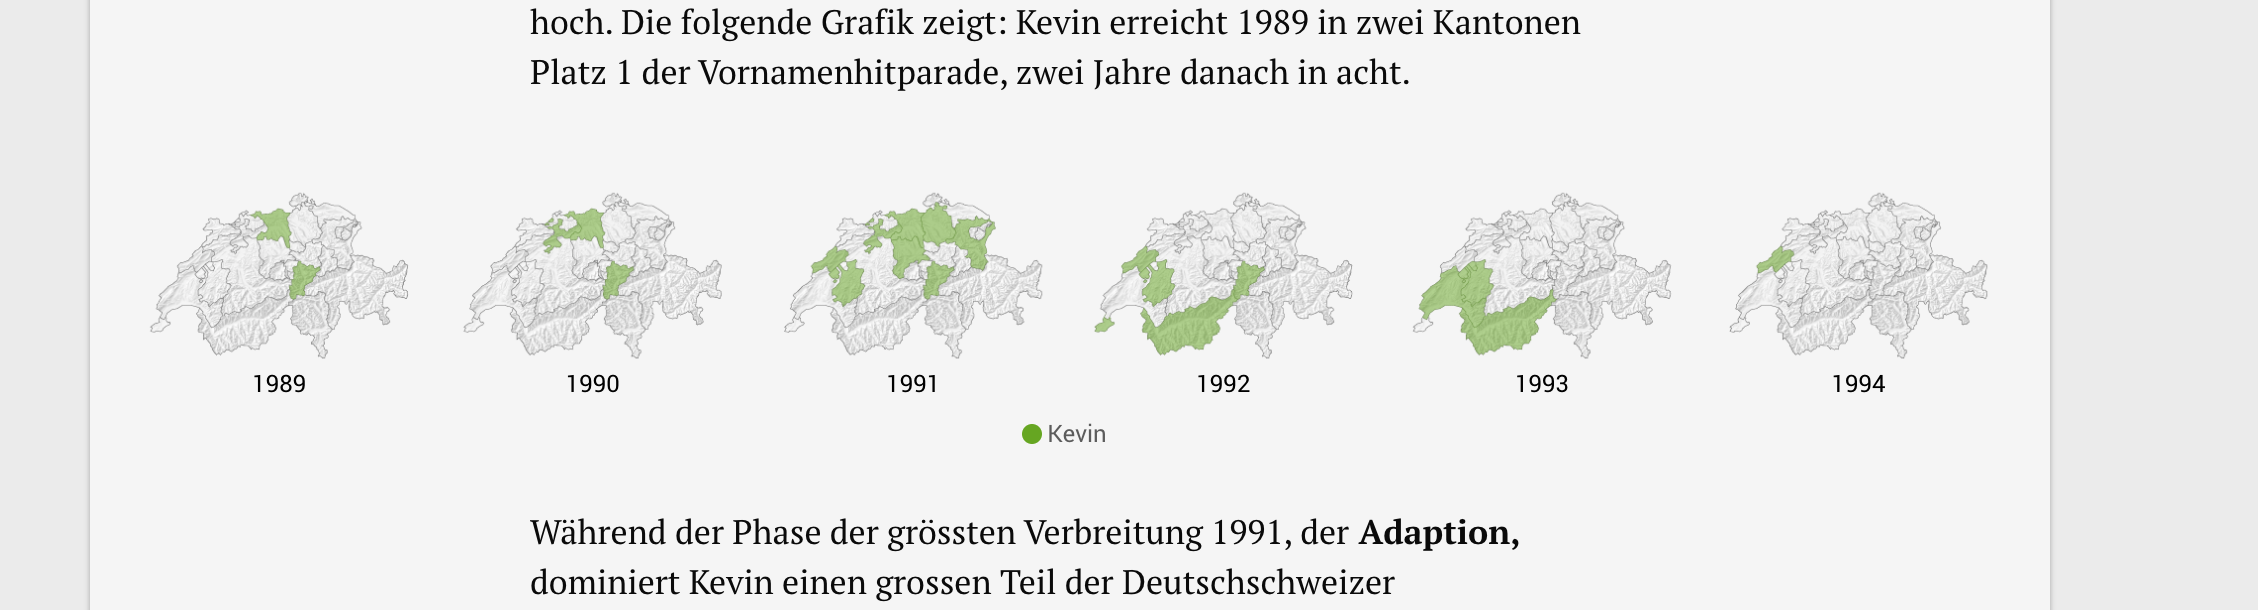 hoch. Die folgende Grafik zeigt: Kevin erreicht 1989 in zwei Kantonen
Platz 1 der Vornamenhitparade, zwei Jahre danach in acht.
1989 1990 1991 1992 1993 1994
Kevin
Während der Phase der grössten Verbreitung 1991, der Adaption,
dominiert Kevin einen grossen Teil der Deutschschweizer